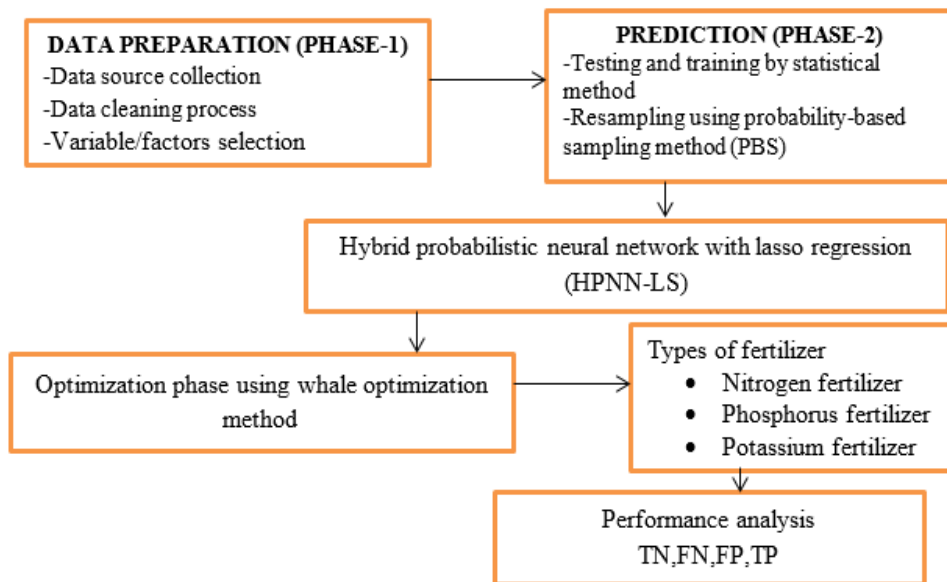 DATA PREPARATION (PHASE-1)
-Data source collection
-Data cleaning process
-Variable/factors selection
PREDICTION (PHASE-2)
-Testing and training by statistical
method
-Resampling using probability-based
sampling method (PBS)
Hybrid probabilistic neural network with lasso regression
(HPNN-LS)
Optimization phase using whale optimization
method
Types of fertilizer
• Nitrogen fertilizer
• Phosphorus fertilizer
• Potassium fertilizer
Performance analysis
TN,FN,FP,TP